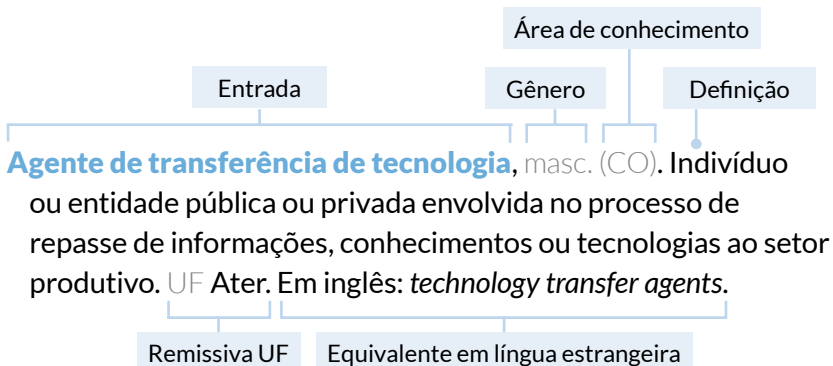 Área de conhecimento
Entrada
Gênero
Definição
Agente de transferência de tecnologia, masc. (CO). Indivíduo
ou entidade pública ou privada envolvida no processo de
repasse de informações, conhecimentos ou tecnologias ao setor
produtivo. UF Ater. Em inglês: technology transfer agents.
Remissiva UF
Equivalente em língua estrangeira